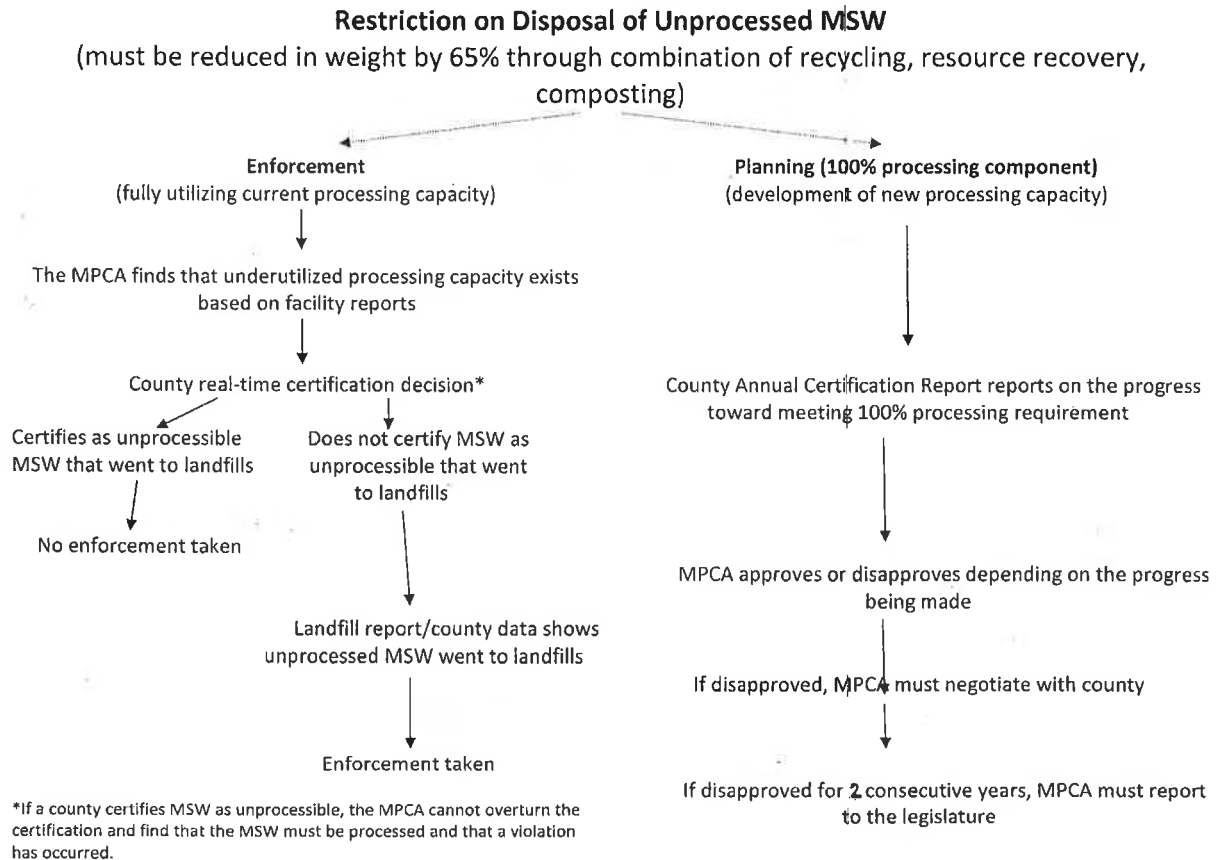 Restriction on Disposal of Unprocessed MSW
(must be reduced in weight by 65% through combination of recycling, resource recovery,
composting)
Enforcement
(fully utilizing current processing capacity)
The MPCA finds that underutilized processing capacity exists
based on facility reports
County real-time certification decision*
Certifies as unprocessible
MSW that went to landfills
No enforcement taken
Does not certify MSW as
unprocessible that went
to landfills
Landfill report/county data shows
unprocessed MSW went to landfills
Enforcement taken
*If a county certifies MSW as unprocessible, the MPCA cannot overturn the
certification and find that the MSW must be processed and that a violation
has occurred.
Planning (100% processing component)
(development of new processing capacity)
County Annual Certification Report reports on the progress
toward meeting 100% processing requirement
MPCA approves or disapproves depending on the progress
being made
If disapproved, MPCA must negotiate with county
If disapproved for 2 consecutive years, MPCA must report
to the legislature